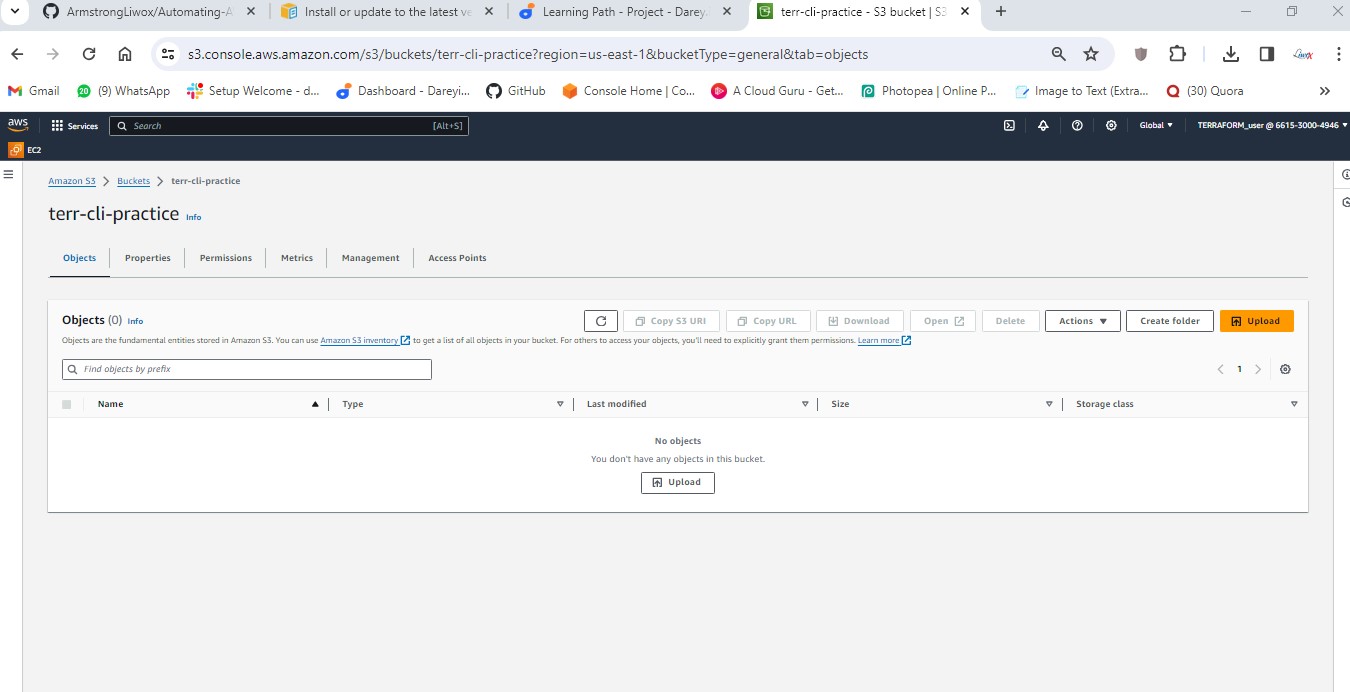 ArmstrongLiwox/Automating-A
Install or update to the latest ve
Learning Path - Project - Darey.
terr-cli-practice - S3 bucket | S3
s3.console.aws.amazon.com/s3/buckets/terr-cli-practice?region=us-east-1&bucketType=general&tab=objects
Liwox
Gmail
20
(9) WhatsApp
Setup Welcome - d...
Dashboard - Dareyi...
GitHub
Console Home | Co...
A Cloud Guru - Get...
Photopea | Online P...
Image to Text (Extra...
(30) Quora
aws
Services
Search
[Alt+S]
Global
TERRAFORM_user @ 6615-3000-4946
EC2
Amazon S3 > Buckets > terr-cli-practice
terr-cli-practice Info
Objects
Properties
Permissions
Metrics
Management
Access Points
Objects (0) Info
Copy S3 URI
Copy URL
Download
Open
Delete
Actions
Create folder
Upload
Objects are the fundamental entities stored in Amazon S3. You can use Amazon S3 inventory to get a list of all objects in your bucket. For others to access your objects, you'll need to explicitly grant them permissions. Learn more
Find objects by prefix
1
Name
Type
Last modified
Size
Storage class
No objects
You don't have any objects in this bucket.
Upload